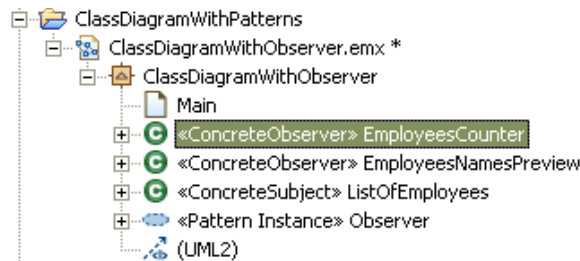 ClassDiagramWithPatterns
ClassDiagramWithObserver.emx *
ClassDiagramWithObserver
Main
C «ConcreteObserver» EmployeesCounter
C «ConcreteObserver» EmployeesNamesPreview
C «ConcreteSubject» ListOfEmployees
«Pattern Instance» Observer
(UML2)